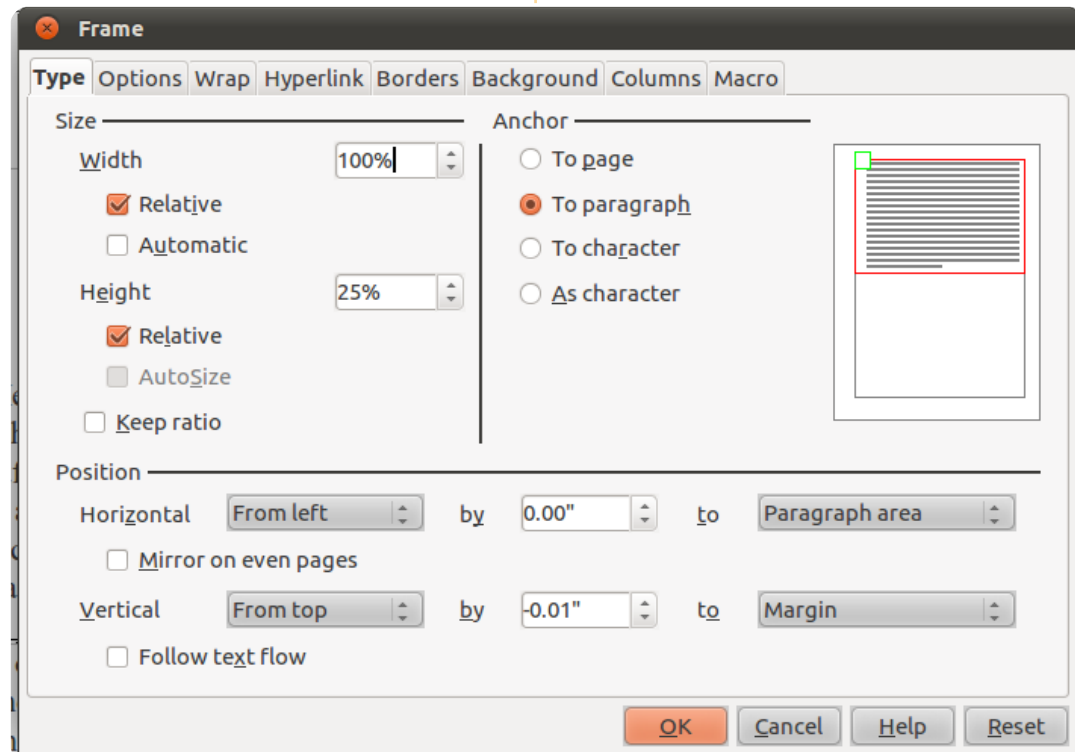 Frame
Type Options Wrap Hyperlink Borders Background Columns Macro
Size
Width 100%
Relative
Automatic
Height 25%
Relative
AutoSize
Keep ratio
Anchor
To page
To paragraph
To character
As character
Position
Horizontal From left by 0.00" to Paragraph area
Mirror on even pages
Vertical From top by -0.01" to Margin
Follow text flow
OK Cancel Help Reset